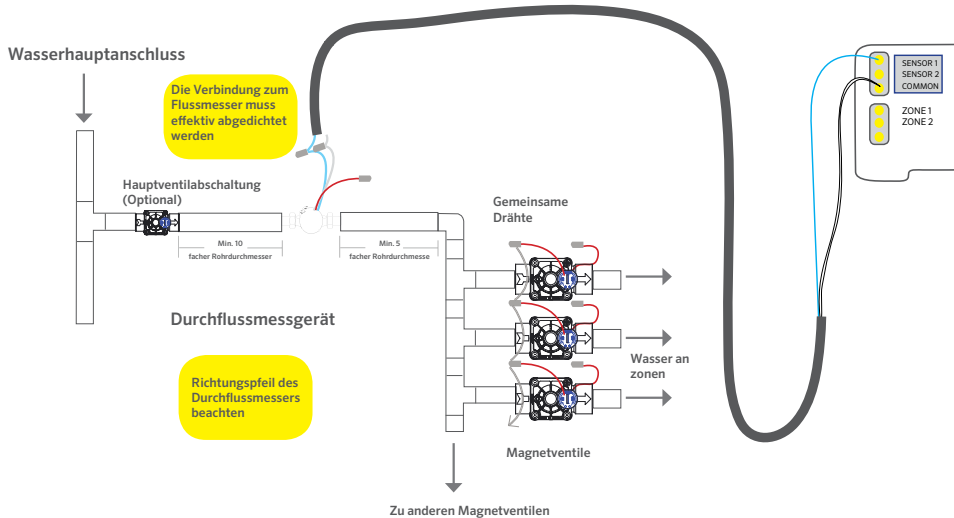 Wasserhauptanschluss
Die Verbindung zum
Flussmesser muss
effektiv abgedichtet
werden
SENSOR 1
SENSOR 2
COMMON
ZONE 1
ZONE 2
Hauptventilabschaltung
(Optional)
Gemeinsame
Drähte
Min. 10
facher Rohrdurchmesser
Min. 5
facher Rohrdurchmesse
Durchflussmessgerät
Wasser an
zonen
Richtungspfeil des
Durchflussmessers
beachten
Magnetventile
Zu anderen Magnetventilen